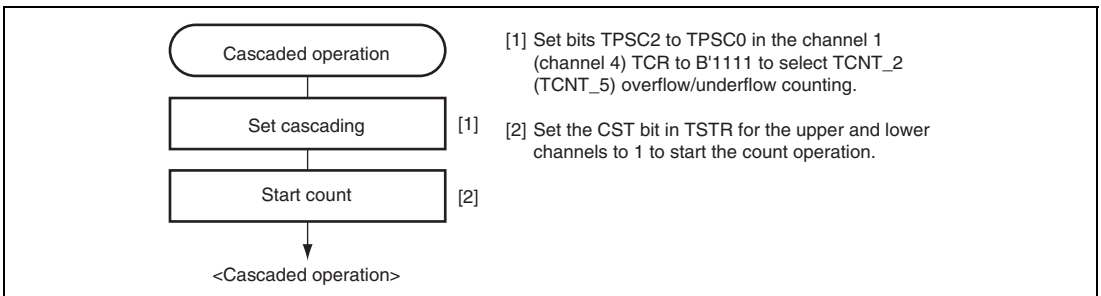 Cascaded operation
Set cascading
[1]
Start count
[2]
<Cascaded operation>
[1] Set bits TPSC2 to TPSC0 in the channel 1
(channel 4) TCR to B'1111 to select TCNT_2
(TCNT_5) overflow/underflow counting.
[2] Set the CST bit in TSTR for the upper and lower
channels to 1 to start the count operation.